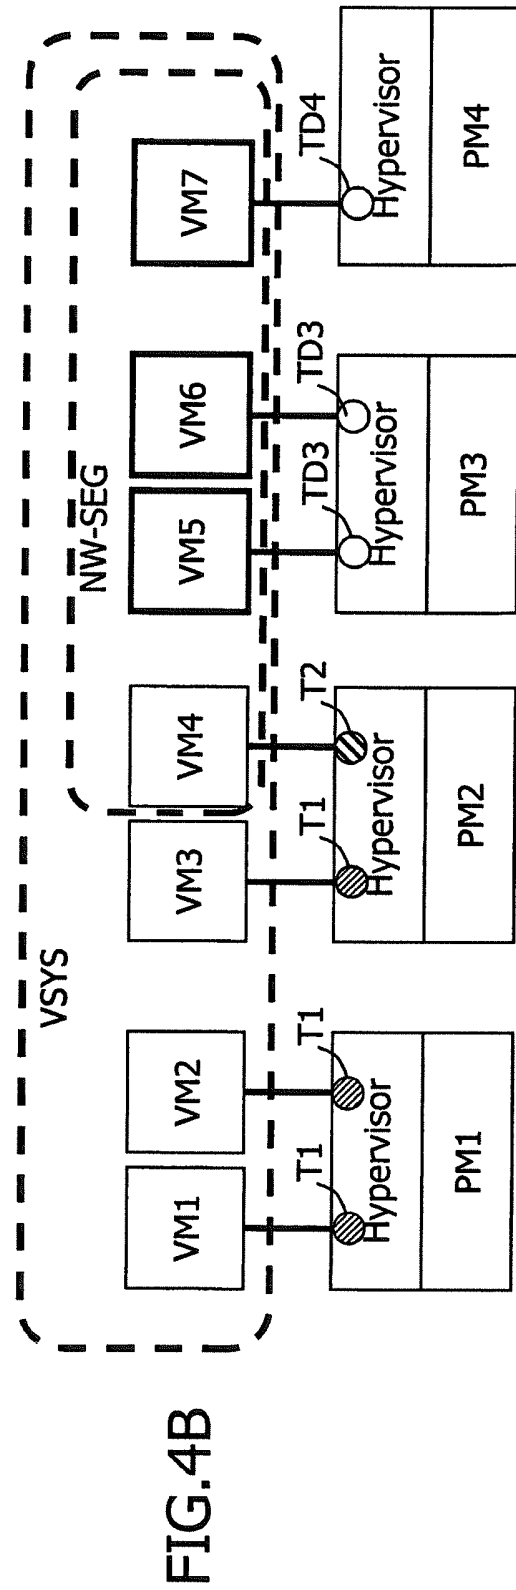 FIG.4B
VSYS
NW-SEG
VM1
VM2
VM3
VM4
VM5
VM6
VM7
T1
T1
T1
T2
TD3
TD3
TD4
Hypervisor
Hypervisor
Hypervisor
Hypervisor
PM1
PM2
PM3
PM4